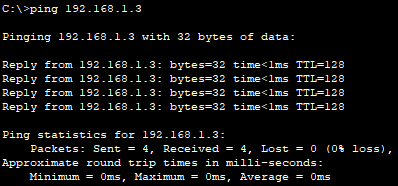 C:\>ping 192.168.1.3
Pinging 192.168.1.3 with 32 bytes of data:
Reply from 192.168.1.3: bytes=32 time<1ms TTL=128
Reply from 192.168.1.3: bytes=32 time<1ms TTL=128
Reply from 192.168.1.3: bytes=32 time<1ms TTL=128
Reply from 192.168.1.3: bytes=32 time<1ms TTL=128
Ping statistics for 192.168.1.3:
    Packets: Sent = 4, Received = 4, Lost = 0 (0% loss),
Approximate round trip times in milli-seconds:
    Minimum = 0ms, Maximum = 0ms, Average = 0ms